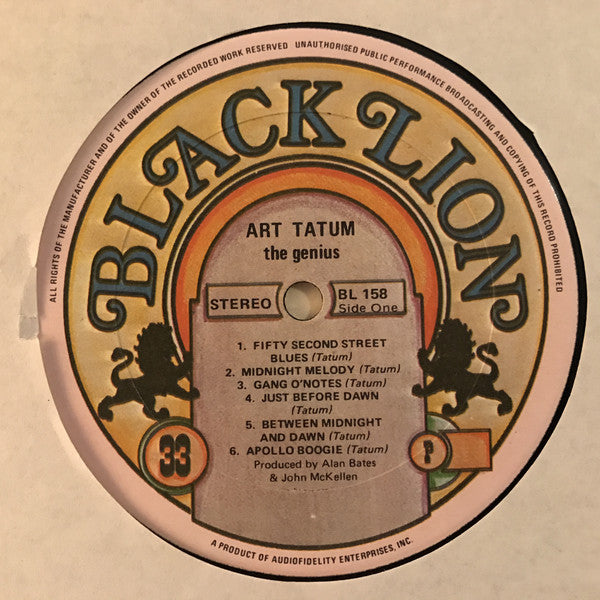 ALL RIGHTS OF THE MANUFACTURER AND OF THE OWNER OF THE RECORDED WORK RESERVED UNAUTHORISED PUBLIC PERFORMANCE BROADCASTING AND COPYING OF THIS RECORD PROHIBITED
BLACK LION
ART TATUM
the genius
STEREO
BL 158
Side One
1. FIFTY SECOND STREET
BLUES (Tatum)
2. MIDNIGHT MELODY (Tatum)
3. GANG O'NOTES (Tatum)
4. JUST BEFORE DAWN
(Tatum)
5. BETWEEN MIDNIGHT
AND DAWN (Tatum)
6. APOLLO BOOGIE (Tatum)
Produced by Alan Bates
& John McKellen
33
P
A PRODUCT OF AUDIOFIDELITY ENTERPRISES, INC.